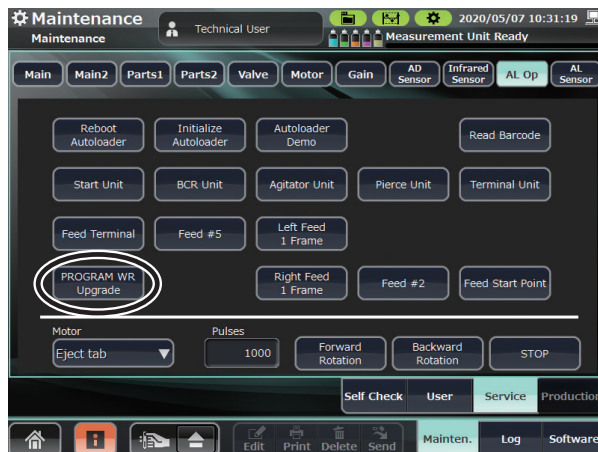 Maintenance
Maintenance
Technical User
2020/05/07 10:31:19
Measurement Unit Ready
Main
Main2
Parts1
Parts2
Valve
Motor
Gain
AD
Sensor
Infrared
Sensor
AL Op
AL
Sensor
Reboot
Autoloader
Initialize
Autoloader
Autoloader
Demo
Read Barcode
Start Unit
BCR Unit
Agitator Unit
Pierce Unit
Terminal Unit
Feed Terminal
Feed #5
Left Feed
1 Frame
PROGRAM WR
Upgrade
Right Feed
1 Frame
Feed #2
Feed Start Point
Motor
Pulses
Eject tab
1000
Forward
Rotation
Backward
Rotation
STOP
Self Check
User
Service
Production
Edit
Print
Delete
Send
Mainten.
Log
Software